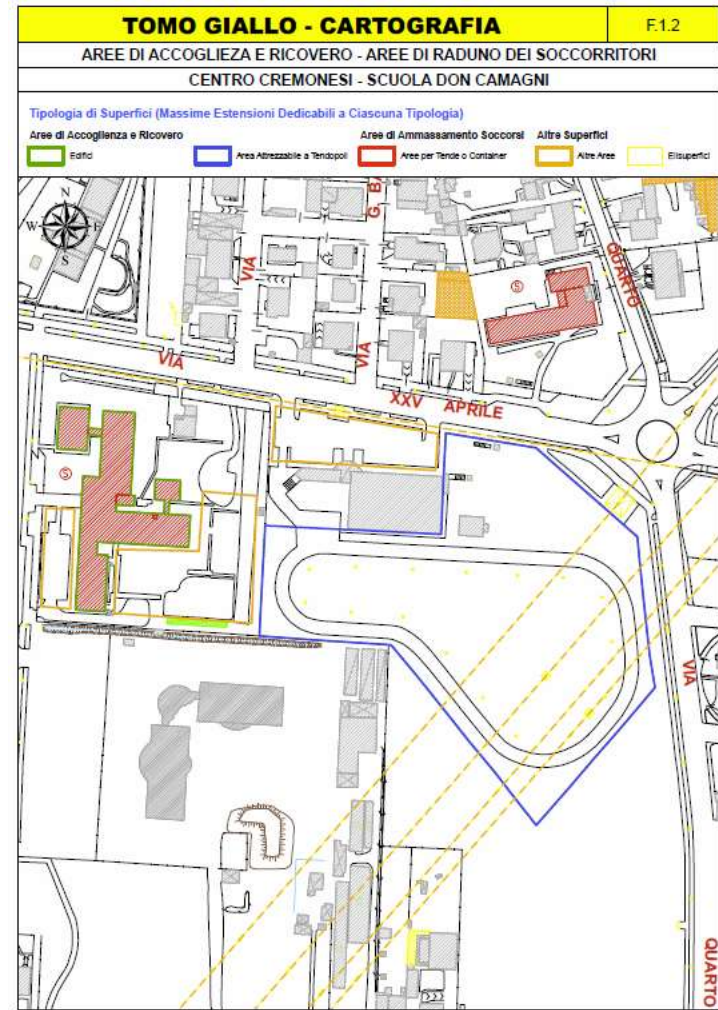 TOMO GIALLO - CARTOGRAFIA
F.1.2
AREE DI ACCOGLIEZA E RICOVERO - AREE DI RADUNO DEI SOCCORRITORI
CENTRO CREMONESI - SCUOLA DON CAMAGNI
Tipologia di Superfici (Massime Estensioni Dedicabili a Ciascuna Tipologia)
Aree di Accoglienza e Ricovero
Aree di Ammassamento Soccorsi
Altre Superfici
Edifici
Area Attrezzabile a Tendopoli
Aree per Tende o Container
Altre Aree
Elisuperfici
N
W
E
S
G. BA
VIA
QUARTO
S
VIA
VIA
XXV APRILE
S
VIA
QUARTO